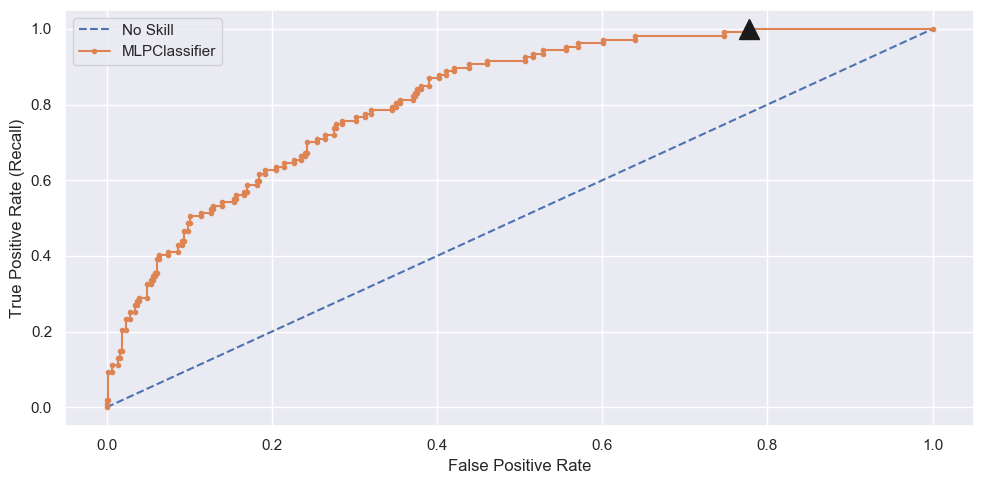 No Skill
MLPClassifier
True Positive Rate (Recall)
1.0
0.8
0.6
0.4
0.2
0.0
0.0 0.2 0.4 0.6 0.8 1.0
False Positive Rate